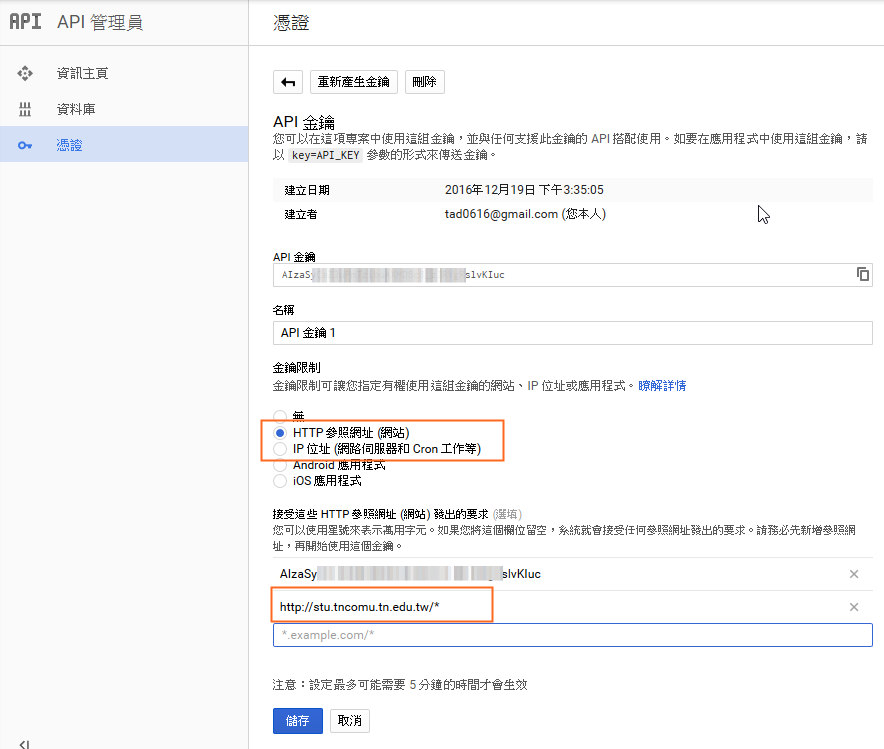 API API 管理員
憑證
資訊主頁
資料庫
憑證
重新產生金鑰 刪除
API 金鑰
您可以在這項專案中使用這組金鑰，並與任何支援此金鑰的 API 搭配使用。如要在應用程式中使用這組金鑰，請
以 key=API_KEY 參數的形式來傳送金鑰。
建立日期 2016年12月19日 下午3:35:05
建立者 tad0616@gmail.com (您本人)
API 金鑰
AIzaSy slvKIuc
名稱
API 金鑰 1
金鑰限制
金鑰限制可讓您指定有權使用這組金鑰的網站、IP 位址或應用程式。瞭解詳情
無
HTTP 參照網址 (網站)
IP 位址 (網路伺服器和 Cron 工作等)
Android 應用程式
iOS 應用程式
接受這些 HTTP 參照網址 (網站) 發出的要求 (選填)
您可以使用星號來表示萬用字元。如果您將這個欄位留空，系統就會接受任何參照網址發出的要求。請務必先新增參照網
址，再開始使用這個金鑰。
AIzaSy slvKIuc
http://stu.tncomu.tn.edu.tw/*
*.example.com/*
注意：設定最多可能需要 5 分鐘的時間才會生效
儲存 取消